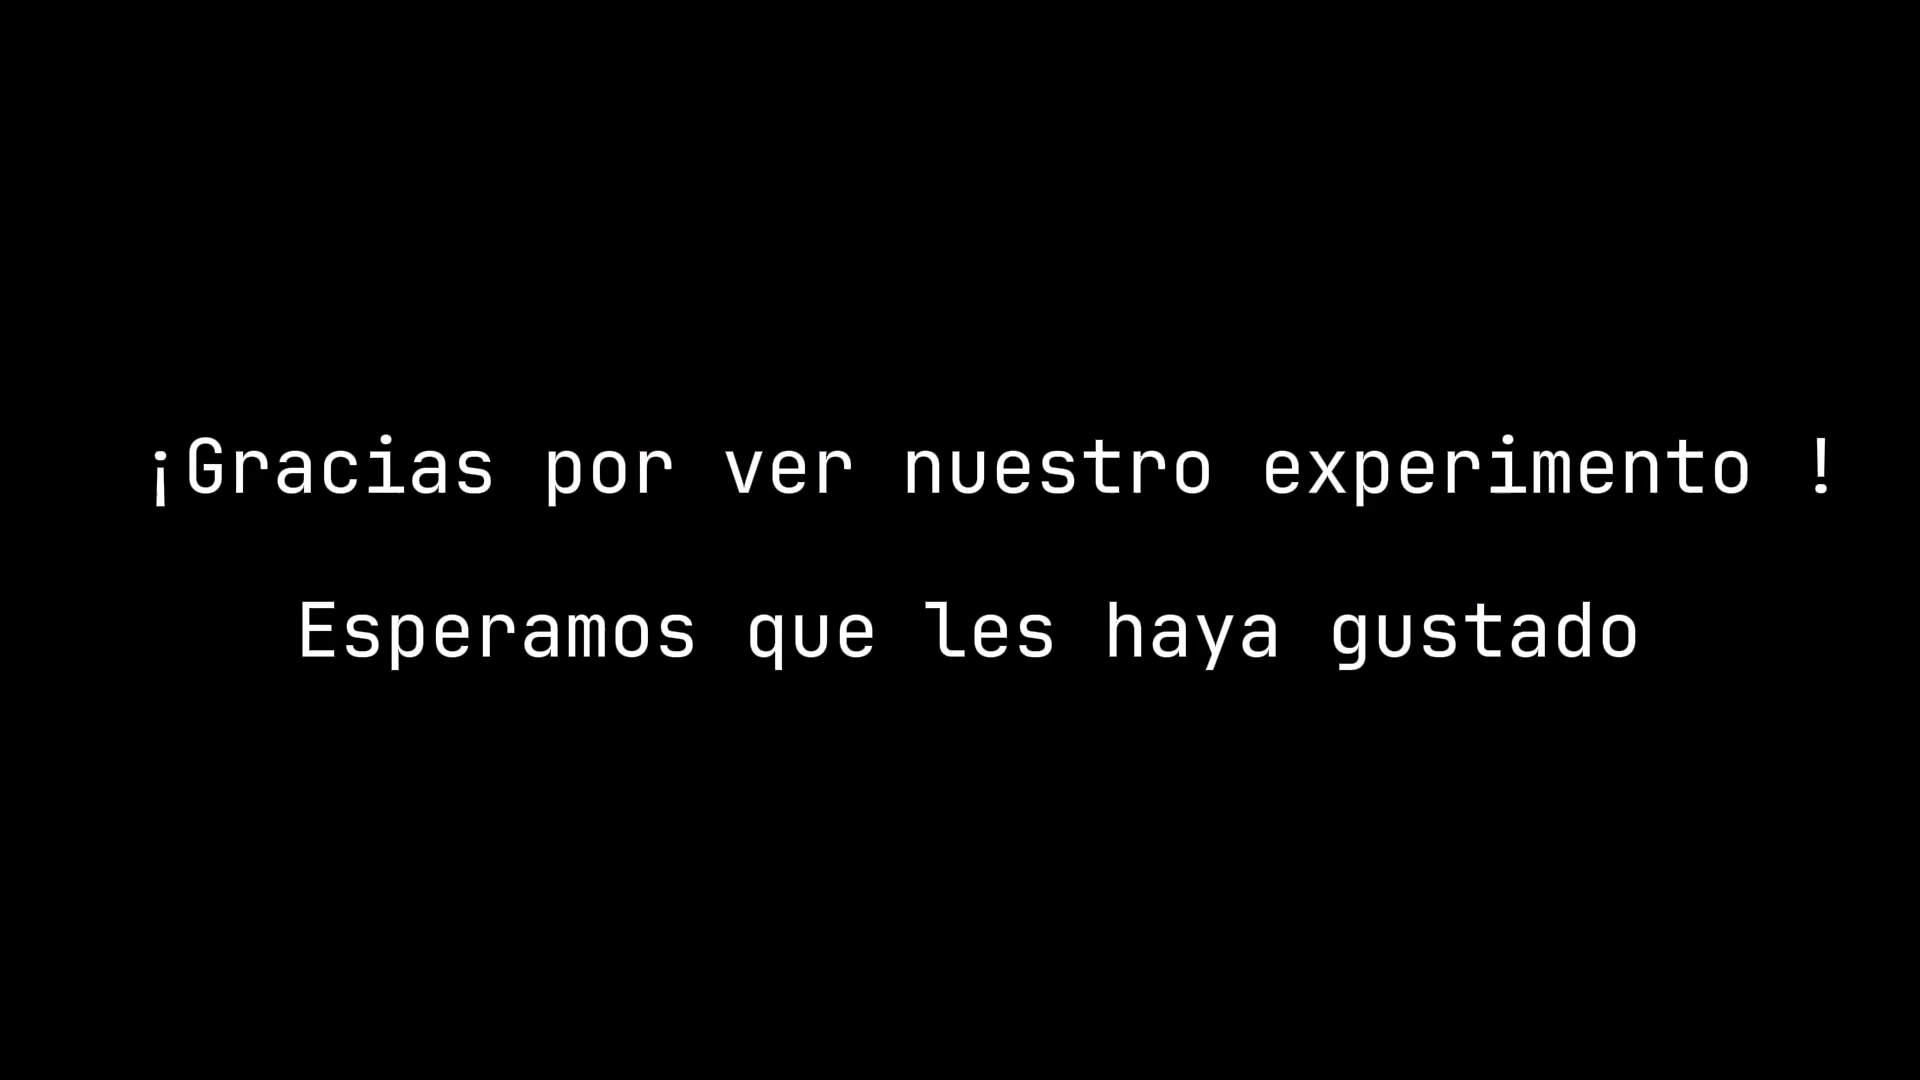 ¡Gracias por ver nuestro experimento !
Esperamos que les haya gustado